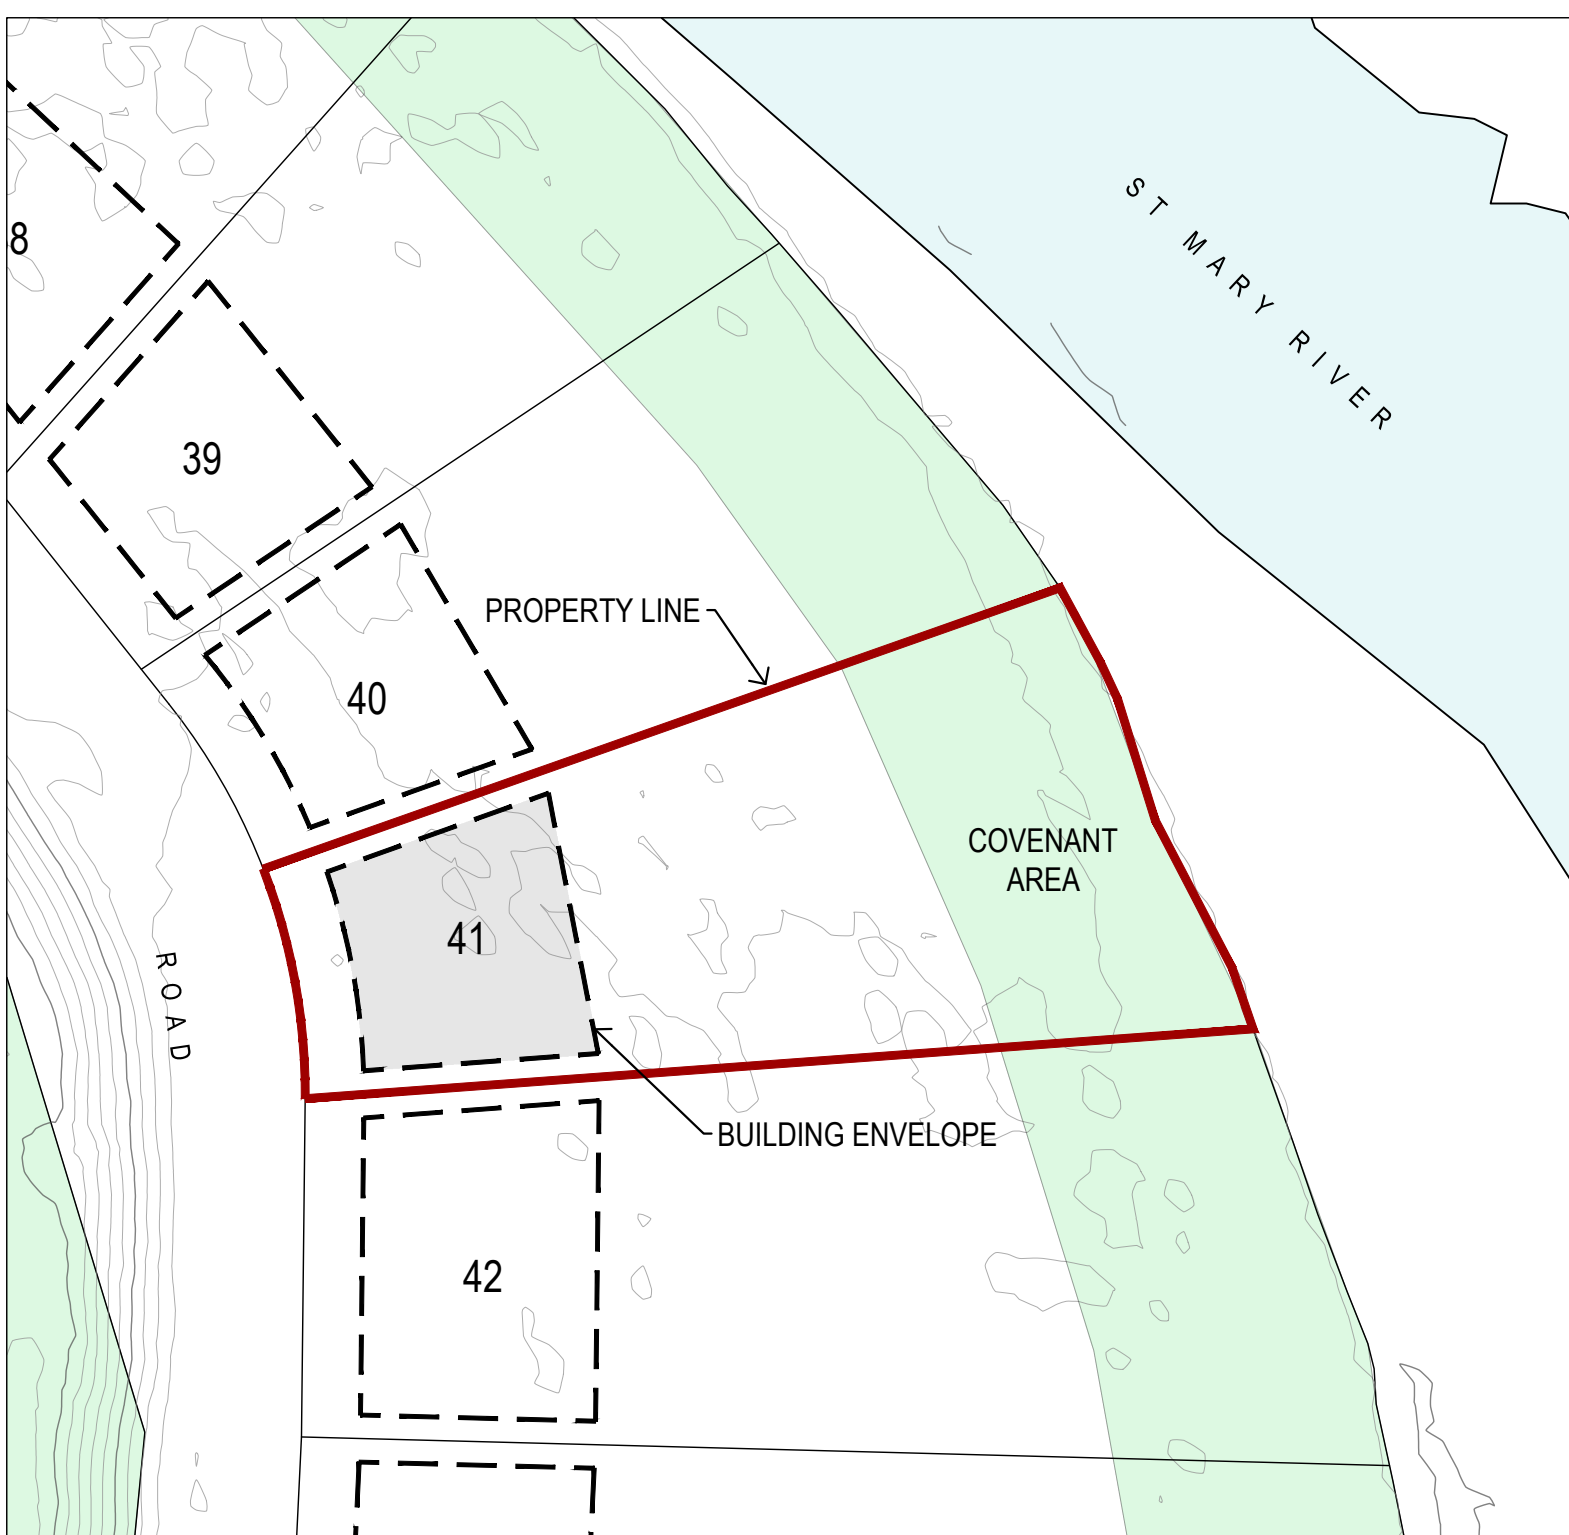 ST MARY RIVER
8
39
PROPERTY LINE
40
COVENANT
AREA
41
ROAD
BUILDING ENVELOPE
42